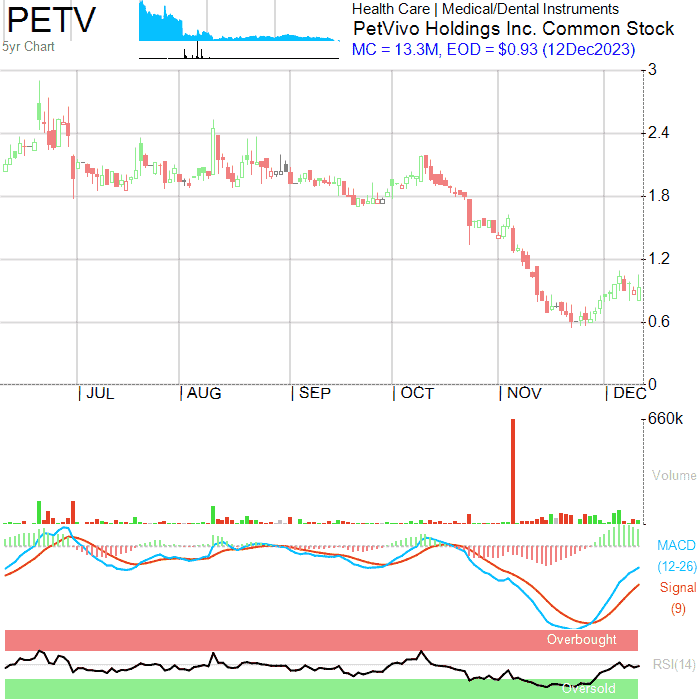 PETV
5yr Chart
Health Care | Medical/Dental Instruments
PetVivo Holdings Inc. Common Stock
MC = 13.3M, EOD = $0.93 (12Dec2023)
3
2.4
1.8
1.2
0.6
0
JUL
AUG
SEP
OCT
NOV
DEC
660k
Volume
MACD
(12-26)
Signal
(9)
Overbought
RSI(14)
Oversold